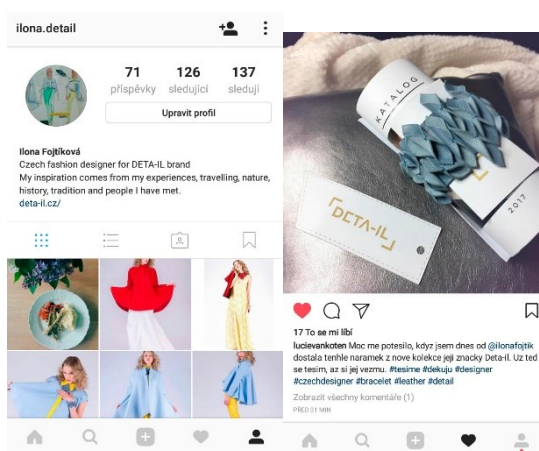 ilona.detail
71 126 137
příspěvky sledující sleduji
Upravit profil
Ilona Fojtíková
Czech fashion designer for DETA-IL brand
My inspiration comes from my experiences, travelling, nature,
history, tradition and people I have met.
deta-il.cz/
KATALOG
2017
DETA-IL
17 To se mi líbí
lucievankoten Moc me potesilo, když jsem dnes od @ilonafojtik
dostala tenhle naramek z nove kolekce její znacky Deta-il. Uz ted
se tesim, az si jej vezmu. #tesime #dekuju #designer
#czechdesigner #bracelet #leather #detail
Zobrazit všechny komentáře (1)
PŘED 31 MIN